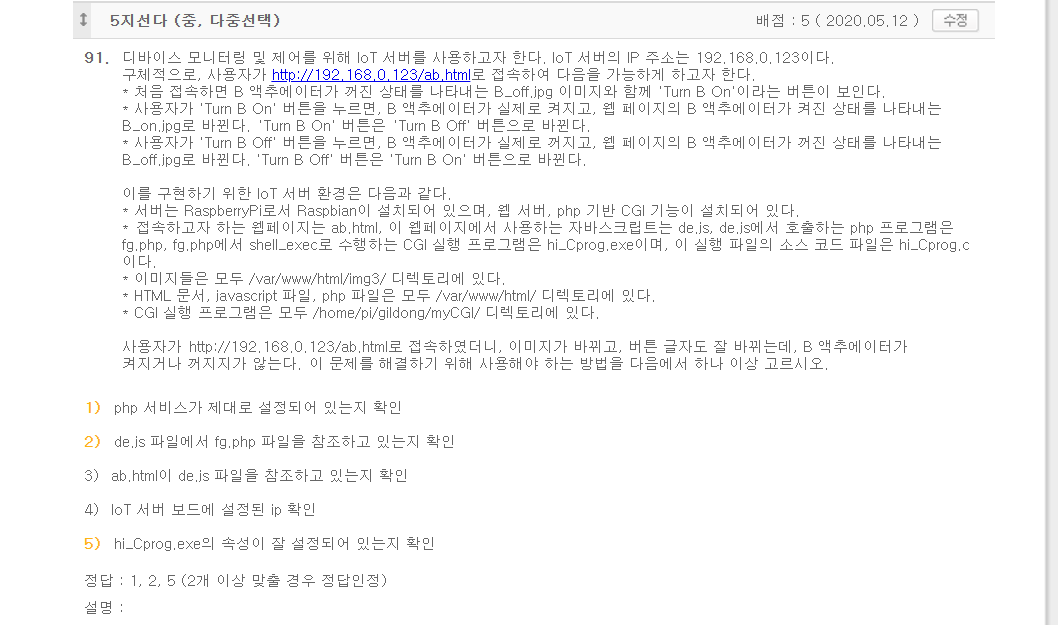 5지선다 (중, 다중선택)
배점 : 5 ( 2020.05.12 ) 수정
91. 디바이스 모니터링 및 제어를 위해 IoT 서버를 사용하고자 한다. IoT 서버의 IP 주소는 192.168.0.123이다.
구체적으로, 사용자가 http://192.168.0.123/ab.html로 접속하여 다음을 가능하게 하고자 한다.
* 처음 접속하면 B 액추에이터가 꺼진 상태를 나타내는 B_off.jpg 이미지와 함께 'Turn B On'이라는 버튼이 보인다.
* 사용자가 'Turn B On' 버튼을 누르면, B 액추에이터가 실제로 켜지고, 웹 페이지의 B 액추에이터가 켜진 상태를 나타내는
B_on.jpg로 바뀐다. 'Turn B On' 버튼은 'Turn B Off' 버튼으로 바뀐다.
* 사용자가 'Turn B Off' 버튼을 누르면, B 액추에이터가 실제로 꺼지고, 웹 페이지의 B 액추에이터가 꺼진 상태를 나타내는
B_off.jpg로 바뀐다. 'Turn B Off' 버튼은 'Turn B On' 버튼으로 바뀐다.
이를 구현하기 위한 IoT 서버 환경은 다음과 같다.
* 서버는 RaspberryPi로서 Raspbian이 설치되어 있으며, 웹 서버, php 기반 CGI 기능이 설치되어 있다.
* 접속하고자 하는 웹페이지는 ab.html, 이 웹페이지에서 사용하는 자바스크립트는 de.js, de.js에서 호출하는 php 프로그램은
fg.php, fg.php에서 shell_exec로 수행하는 CGI 실행 프로그램은 hi_Cprog.exe이며, 이 실행 파일의 소스 코드 파일은 hi_Cprog.c
이다.
* 이미지들은 모두 /var/www/html/img3/ 디렉토리에 있다.
* HTML 문서, javascript 파일, php 파일은 모두 /var/www/html/ 디렉토리에 있다.
* CGI 실행 프로그램은 모두 /home/pi/gildong/myCGI/ 디렉토리에 있다.
사용자가 http://192.168.0.123/ab.html로 접속하였더니, 이미지가 바뀌고, 버튼 글자도 잘 바뀌는데, B 액추에이터가
켜지거나 꺼지지가 않는다. 이 문제를 해결하기 위해 사용해야 하는 방법을 다음에서 하나 이상 고르시오.
1) php 서비스가 제대로 설정되어 있는지 확인
2) de.js 파일에서 fg.php 파일을 참조하고 있는지 확인
3) ab.html이 de.js 파일을 참조하고 있는지 확인
4) IoT 서버 보드에 설정된 ip 확인
5) hi_Cprog.exe의 속성이 잘 설정되어 있는지 확인
정답 : 1, 2, 5 (2개 이상 맞출 경우 정답인정)
설명 :